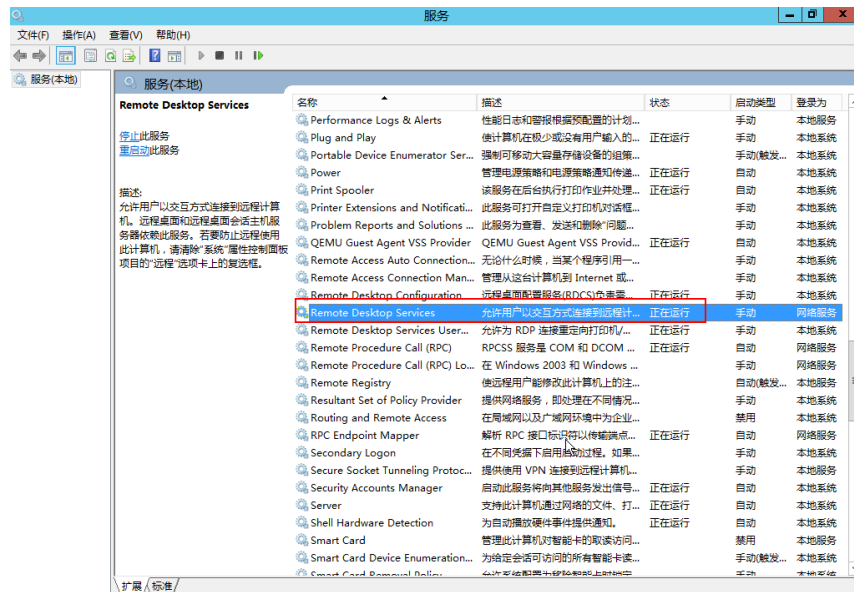 服务
文件(F) 操作(A) 查看(V) 帮助(H)
服务(本地)
服务(本地)
Remote Desktop Services
停止此服务
重启动此服务
描述:
允许用户以交互方式连接到远程计算
机。远程桌面和远程桌面会话主机服
务器依赖此服务。若要防止远程使用
此计算机，请清除“系统”属性控制面板
项目的“远程”选项卡上的复选框。
名称 描述 状态 启动类型 登录为
Performance Logs & Alerts 性能日志和警报根据预配置的计划... 手动 本地服务
Plug and Play 使计算机在极少或没有用户输入的... 正在运行 手动 本地系统
Portable Device Enumerator Ser... 强制可移动大容量存储设备的组策... 手动(触发... 本地系统
Power 管理电源策略和电源策略通知传递... 正在运行 自动 本地系统
Print Spooler 该服务在后台执行打印作业并处理... 正在运行 自动 本地系统
Printer Extensions and Notificati... 此服务可打开自定义打印机对话框... 手动 本地系统
Problem Reports and Solutions ... 此服务为查看、发送和删除“问题... 手动 本地系统
QEMU Guest Agent VSS Provider QEMU Guest Agent VSS Provid... 正在运行 自动 本地系统
Remote Access Auto Connection... 无论什么时候，当某个程序引用一... 手动 本地系统
Remote Access Connection Man... 管理从这台计算机到 Internet 或... 手动 本地系统
Remote Desktop Configuration 远程桌面配置服务(RDCS)负责需... 正在运行 手动 本地系统
Remote Desktop Services 允许用户以交互方式连接到远程计... 正在运行 手动 网络服务
Remote Desktop Services User... 允许为 RDP 连接重定向打印机/... 正在运行 手动 本地系统
Remote Procedure Call (RPC) RPCSS 服务是 COM 和 DCOM ... 正在运行 自动 网络服务
Remote Procedure Call (RPC) Lo... 在 Windows 2003 和 Windows ... 手动 网络服务
Remote Registry 使远程用户能修改此计算机上的注... 自动(触发... 本地服务
Resultant Set of Policy Provider 提供网络服务，即处理在不同情况... 手动 本地系统
Routing and Remote Access 在局域网以及广域网环境中为企业... 禁用 本地系统
RPC Endpoint Mapper 解析 RPC 接口标识符以传输端点... 正在运行 自动 网络服务
Secondary Logon 在不同凭据下启用启动过程。如果... 手动 本地系统
Secure Socket Tunneling Protoc... 提供使用 VPN 连接到远程计算机... 手动 本地服务
Security Accounts Manager 启动此服务将向其他服务发出信号... 正在运行 自动 本地系统
Server 支持此计算机通过网络的文件、打... 正在运行 自动 本地系统
Shell Hardware Detection 为自动播放硬件事件提供通知。 正在运行 自动 本地系统
Smart Card 管理此计算机对智能卡的取读访问... 禁用 本地服务
Smart Card Device Enumeration... 为给定会话可访问的所有智能卡读... 手动(触发... 本地系统
Smart Card Removal Policy 允许系统配置为移除智能卡时锁定... 手动 本地系统
扩展 标准